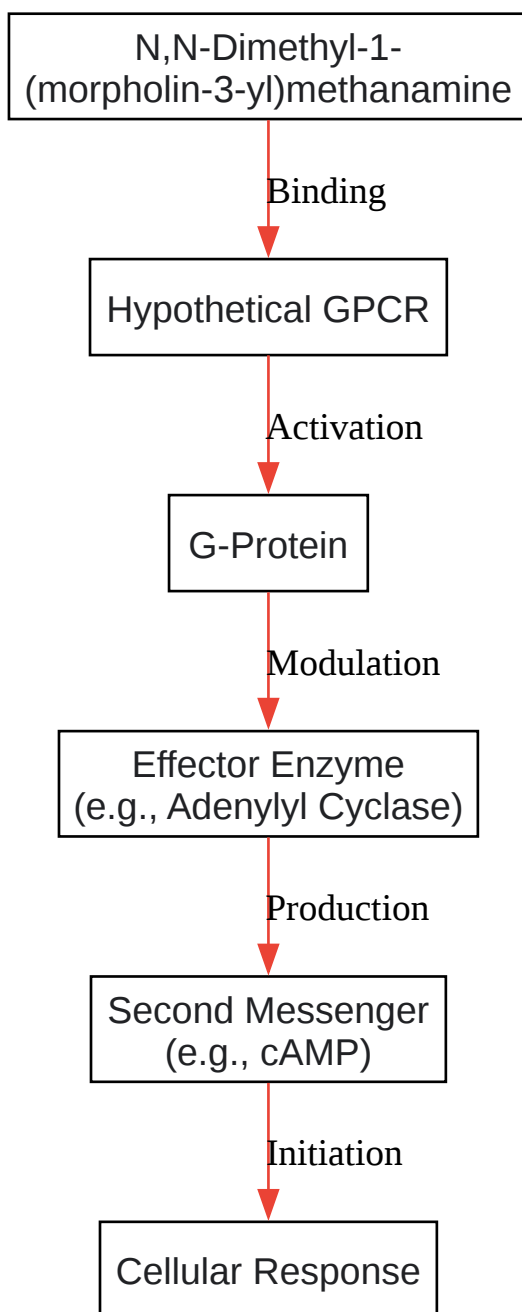 N,N-Dimethyl-1-
(morpholin-3-yl)methanamine
Binding
Hypothetical GPCR
Activation
G-Protein
Modulation
Effector Enzyme
(e.g., Adenylyl Cyclase)
Production
Second Messenger
(e.g., cAMP)
Initiation
Cellular Response